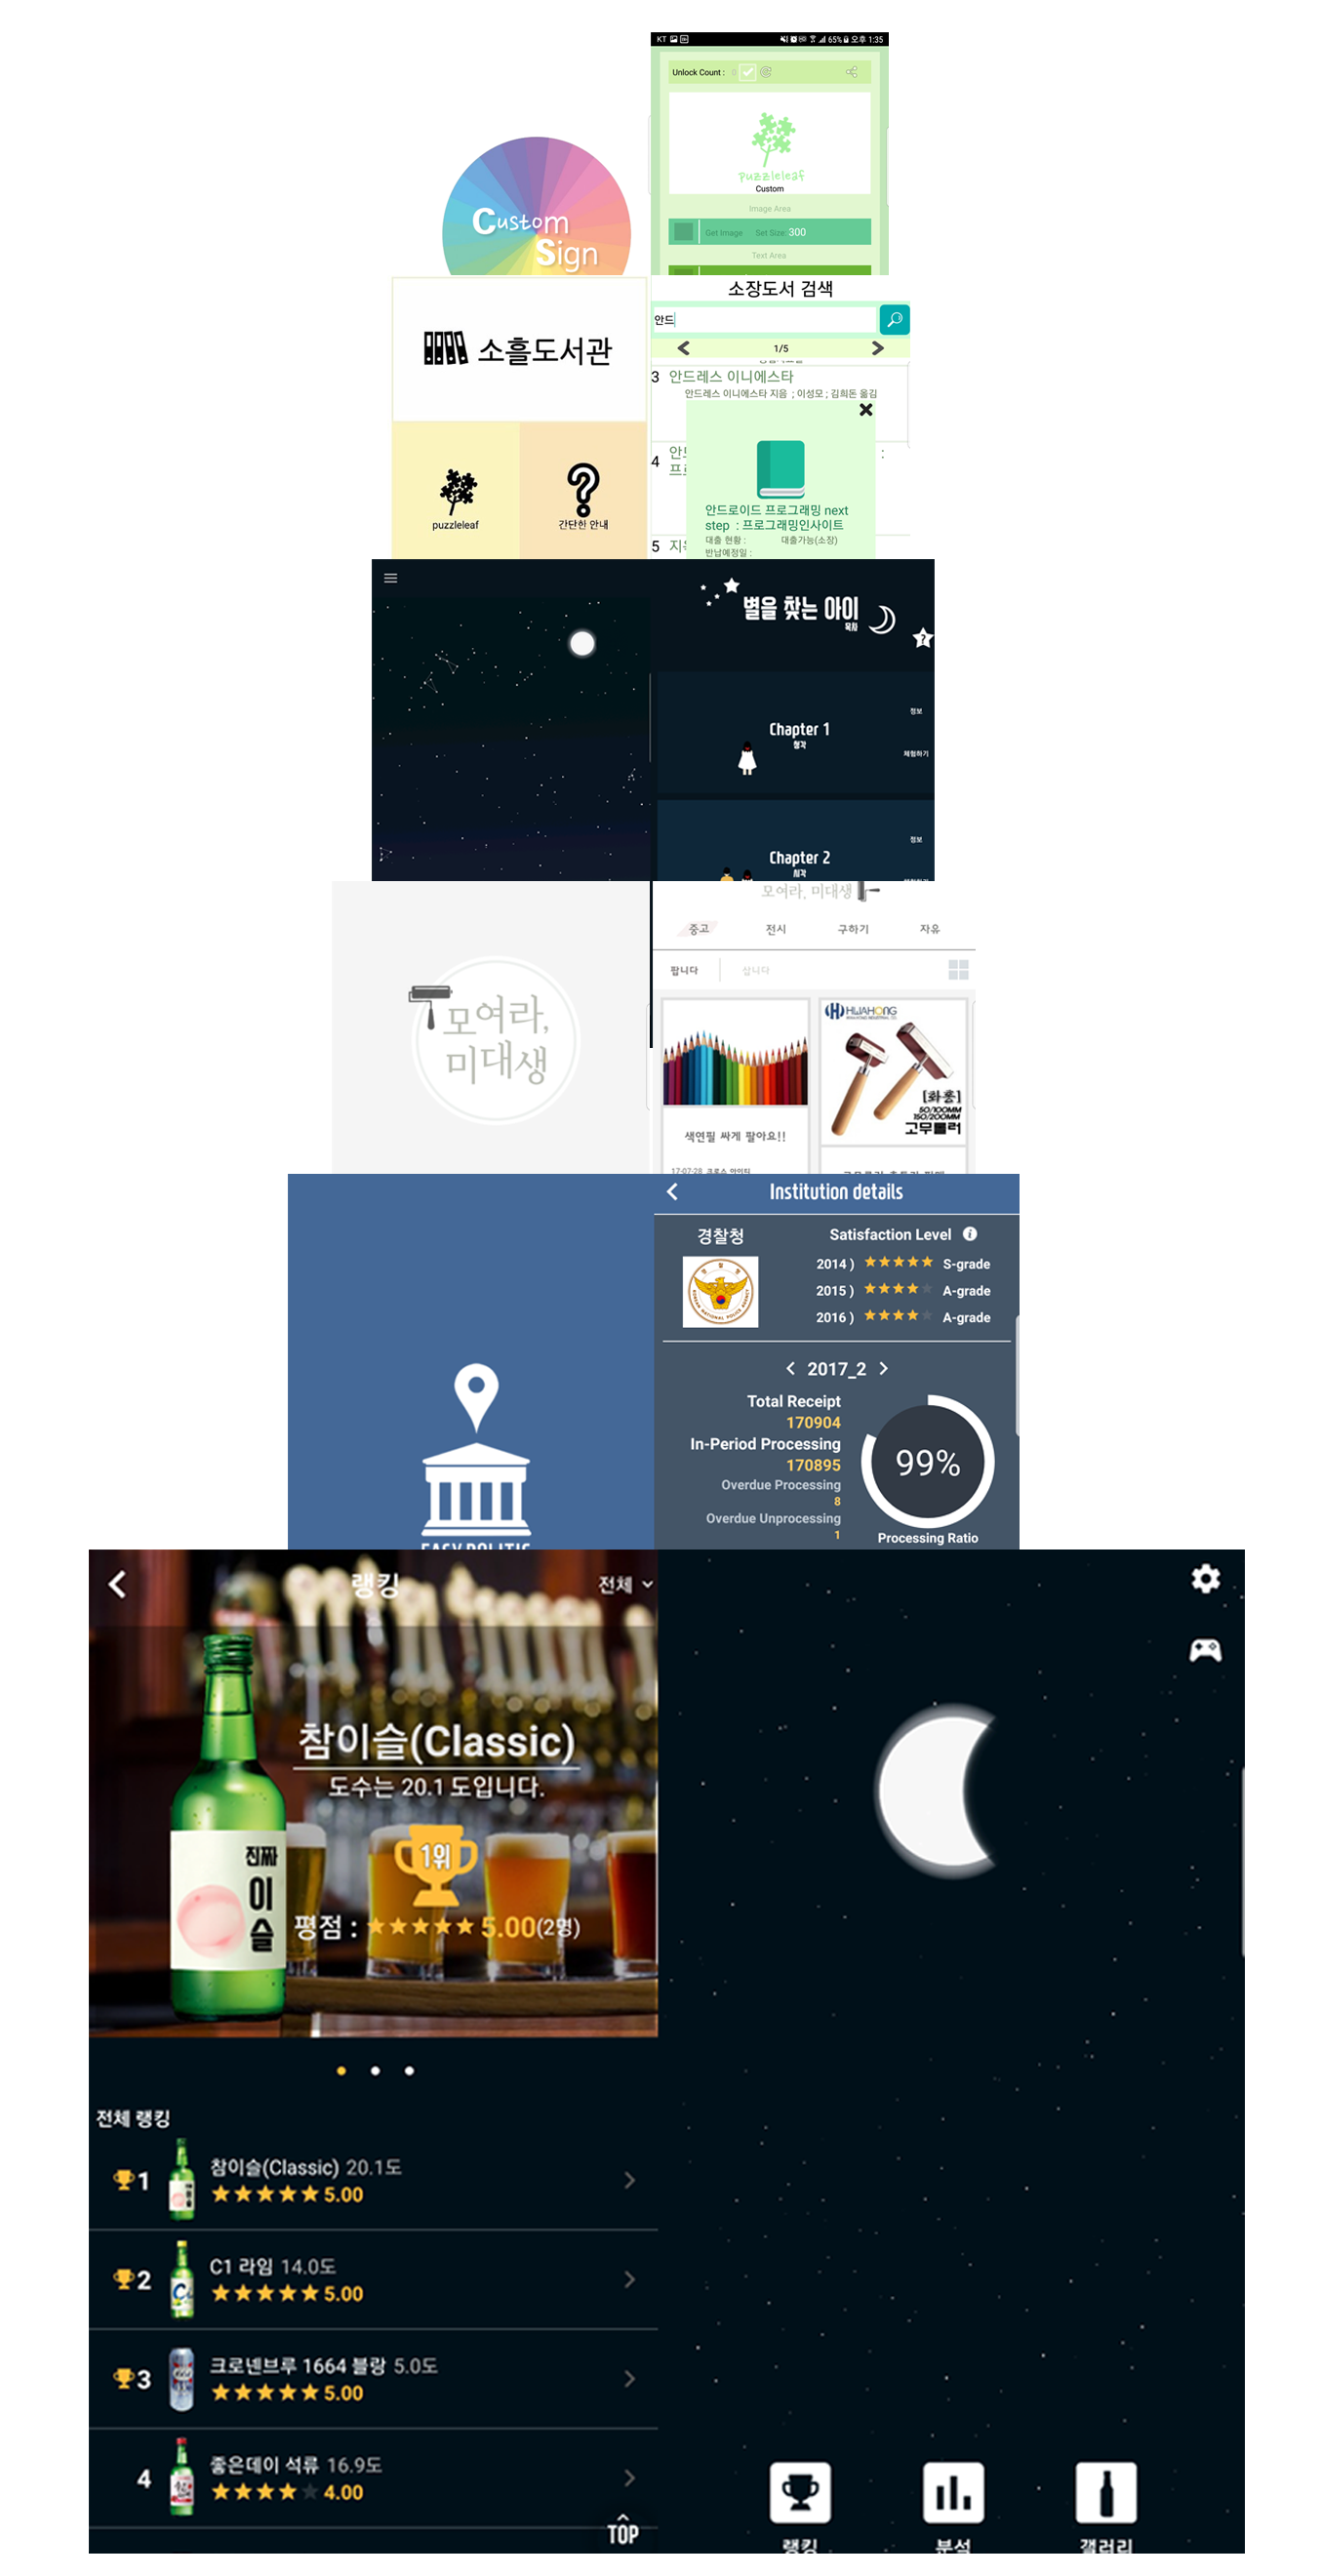 KT 65% 오후 1:35
Unlock Count : 0
puzzleleaf
Custom
Image Area
Get Image Set Size: 300
Text Area
Custom
Sign
소흘도서관
puzzleleaf
간단한 안내
소장도서 검색
안드
1/5
3 안드레스 이니에스타
안드레스 이니에스타 지음 ; 이성모 ; 김희돈 옮김
4
안드로이드 프로그래밍 next
step : 프로그래밍인사이트
대출 현황 : 대출가능(소장)
반납예정일 :
5
별을 찾는 아이
목차
?
Chapter 1
청각
정보
체험하기
Chapter 2
시각
정보
모여라,
미대생
모여라, 미대생
중고 전시 구하기 자유
팝니다 삽니다
색연필 싸게 팔아요!!
17-07-28 크로스 아이티
HWAHONG
[화홍]
50/100MM
150/200MM
고무롤러
EASY POLITIC
Institution details
경찰청
Satisfaction Level
2014 ) S-grade
2015 ) A-grade
2016 ) A-grade
2017_2
Total Receipt
170904
In-Period Processing
170895
Overdue Processing
8
Overdue Unprocessing
1
99%
Processing Ratio
랭킹 전체
참이슬(Classic)
도수는 20.1 도입니다.
1위
평점 : 5.00(2명)
진짜
이
슬
전체 랭킹
1 참이슬(Classic) 20.1도
5.00
2 C1 라임 14.0도
5.00
3 크로넨브루 1664 블랑 5.0도
5.00
4 좋은데이 석류 16.9도
4.00
TOP
랭킹 분석 갤러리